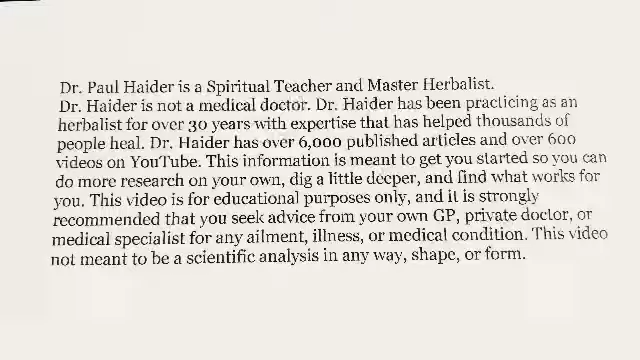 Dr. Paul Haider is a Spiritual Teacher and Master Herbalist.
Dr. Haider is not a medical doctor. Dr. Haider has been practicing as an
herbalist for over 30 years with expertise that has helped thousands of
people heal. Dr. Haider has over 6,000 published articles and over 600
videos on YouTube. This information is meant to get you started so you can
do more research on your own, dig a little deeper, and find what works for
you. This video is for educational purposes only, and it is strongly
recommended that you seek advice from your own GP, private doctor, or
medical specialist for any ailment, illness, or medical condition. This video
not meant to be a scientific analysis in any way, shape, or form.